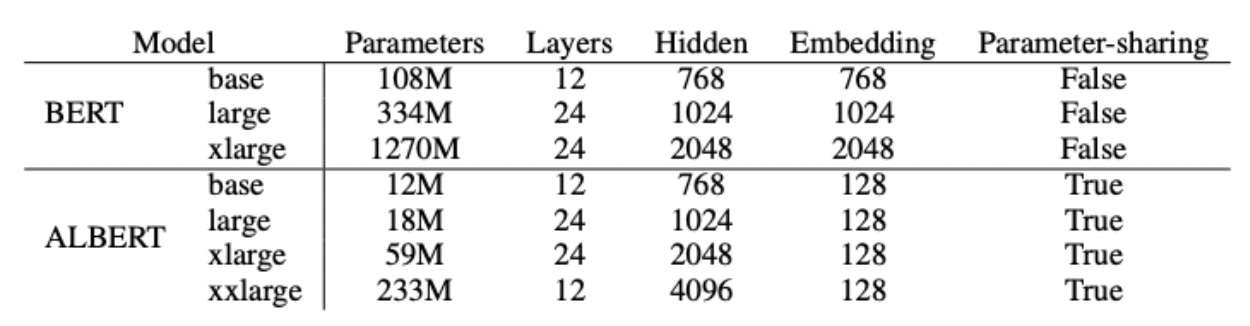 Model Parameters Layers Hidden Embedding Parameter-sharing
base 108M 12 768 768 False
BERT large 334M 24 1024 1024 False
xlarge 1270M 24 2048 2048 False
base 12M 12 768 128 True
large 18M 24 1024 128 True
ALBERT
xlarge 59M 24 2048 128 True
xxlarge 233M 12 4096 128 True